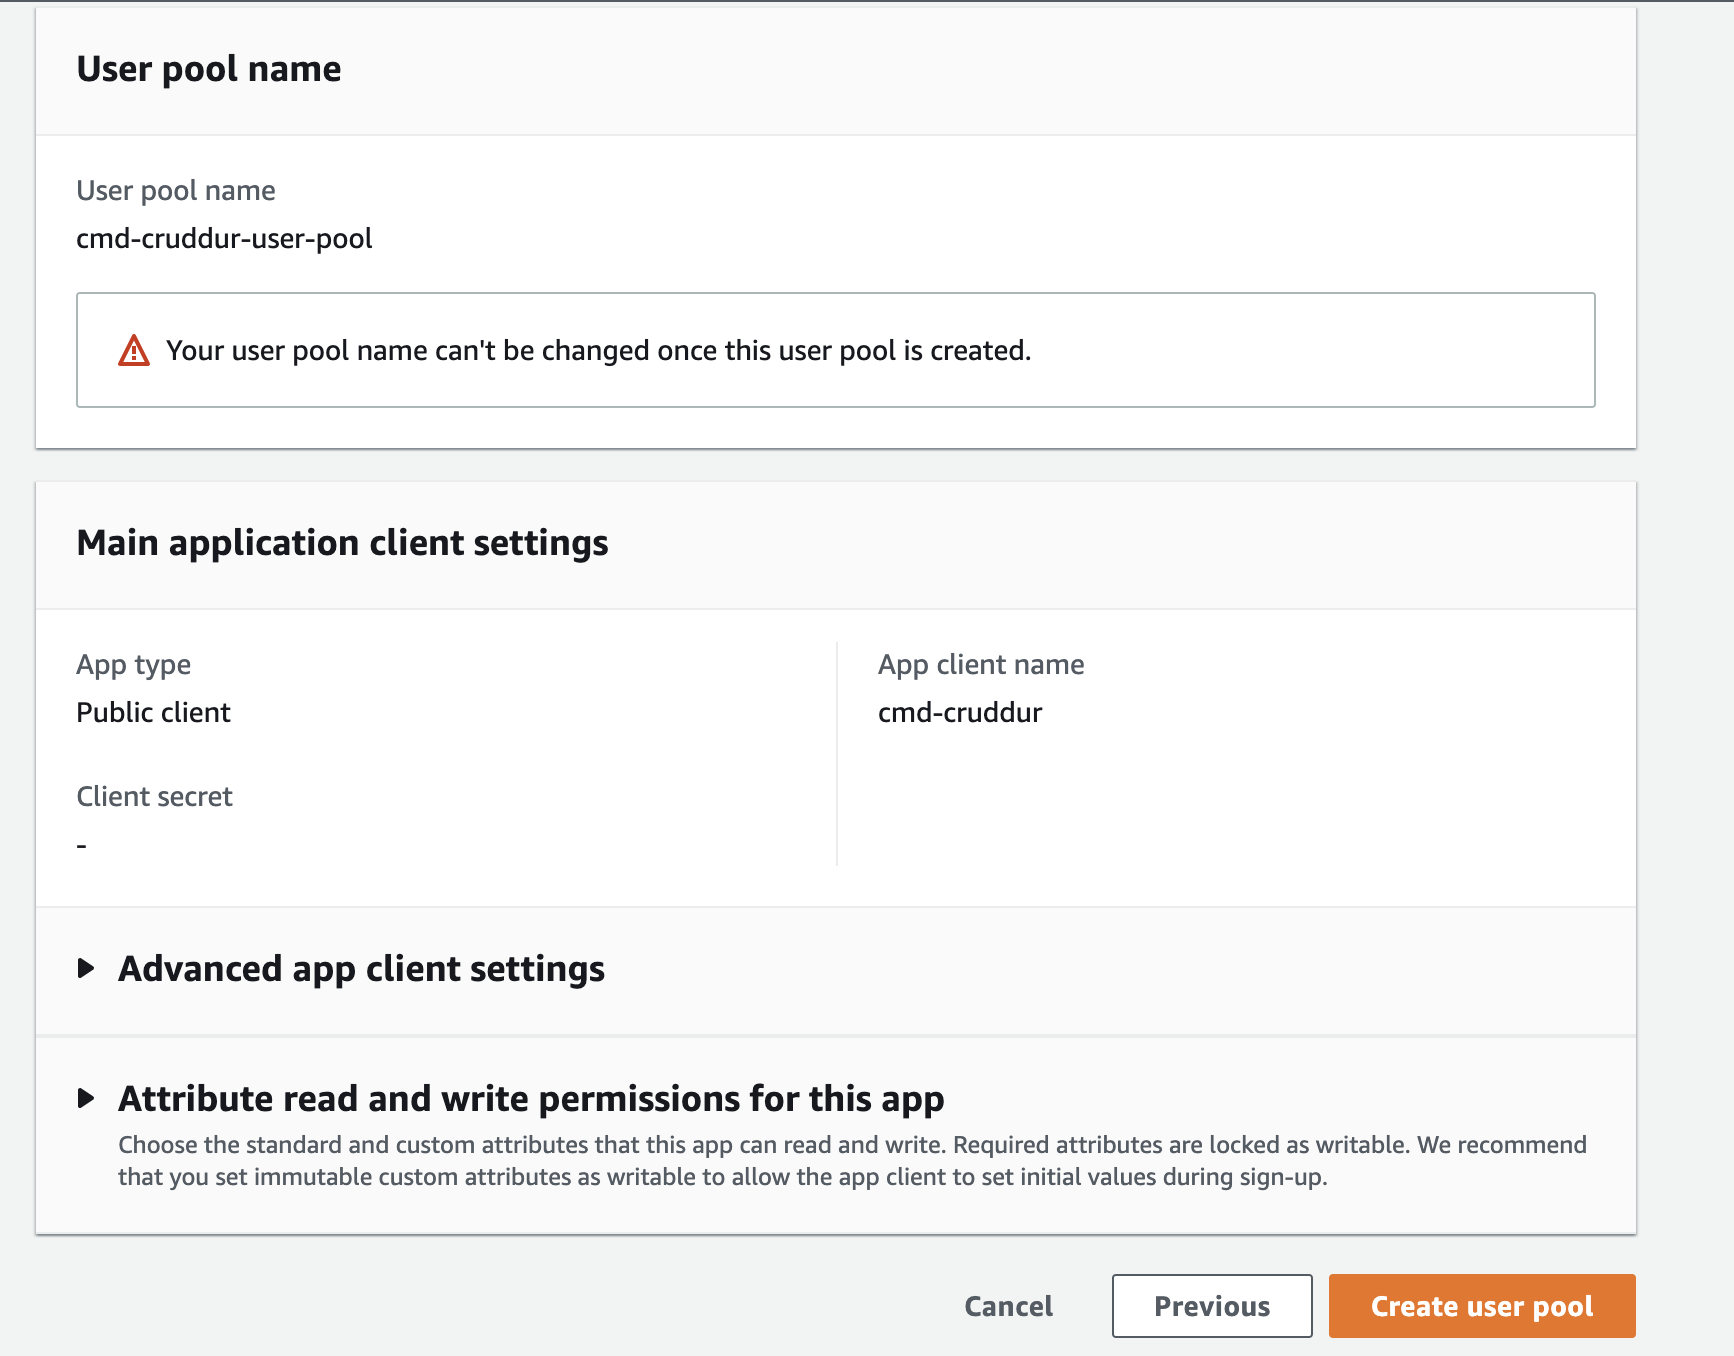 User pool name
User pool name
cmd-cruddur-user-pool
Your user pool name can't be changed once this user pool is created.
Main application client settings
App type
Public client
App client name
cmd-cruddur
Client secret
-
Advanced app client settings
Attribute read and write permissions for this app
Choose the standard and custom attributes that this app can read and write. Required attributes are locked as writable. We recommend
that you set immutable custom attributes as writable to allow the app client to set initial values during sign-up.
Cancel
Previous
Create user pool